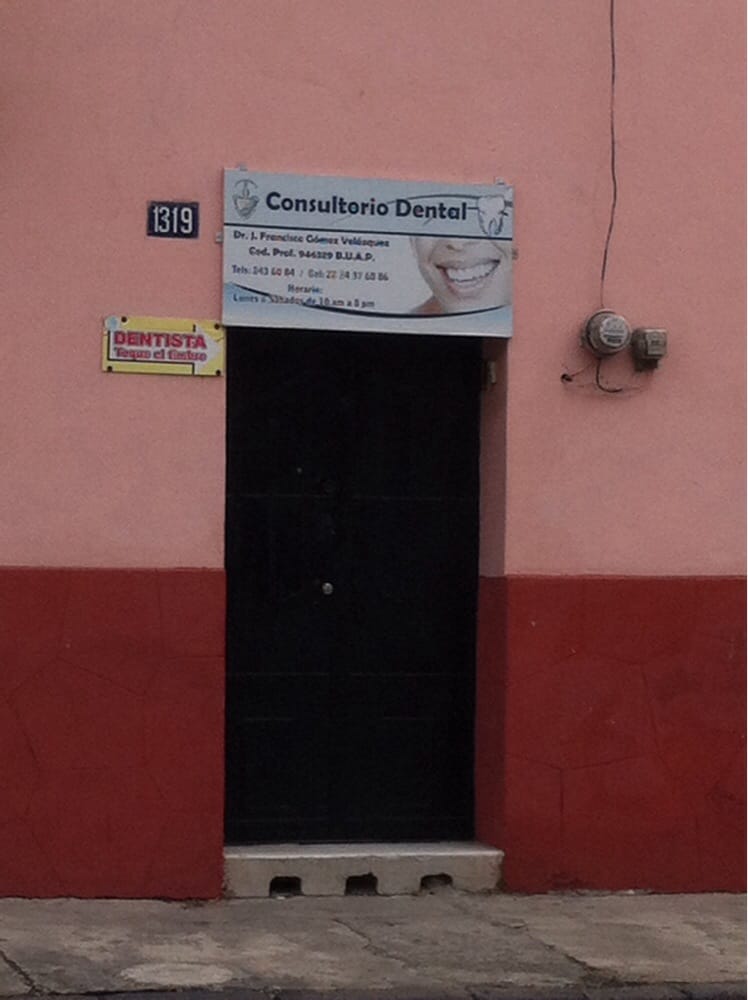 1319
Consultorio Dental
Dr. J. Francisco Gómez Velázquez
Ced. Prof. 946329 B.U.A.P.
Tels: 243 60 84 / Cel: 22 24 37 60 86
Horario:
Lunes a Sábados de 10 am a 8 pm
DENTISTA
Toque el timbre